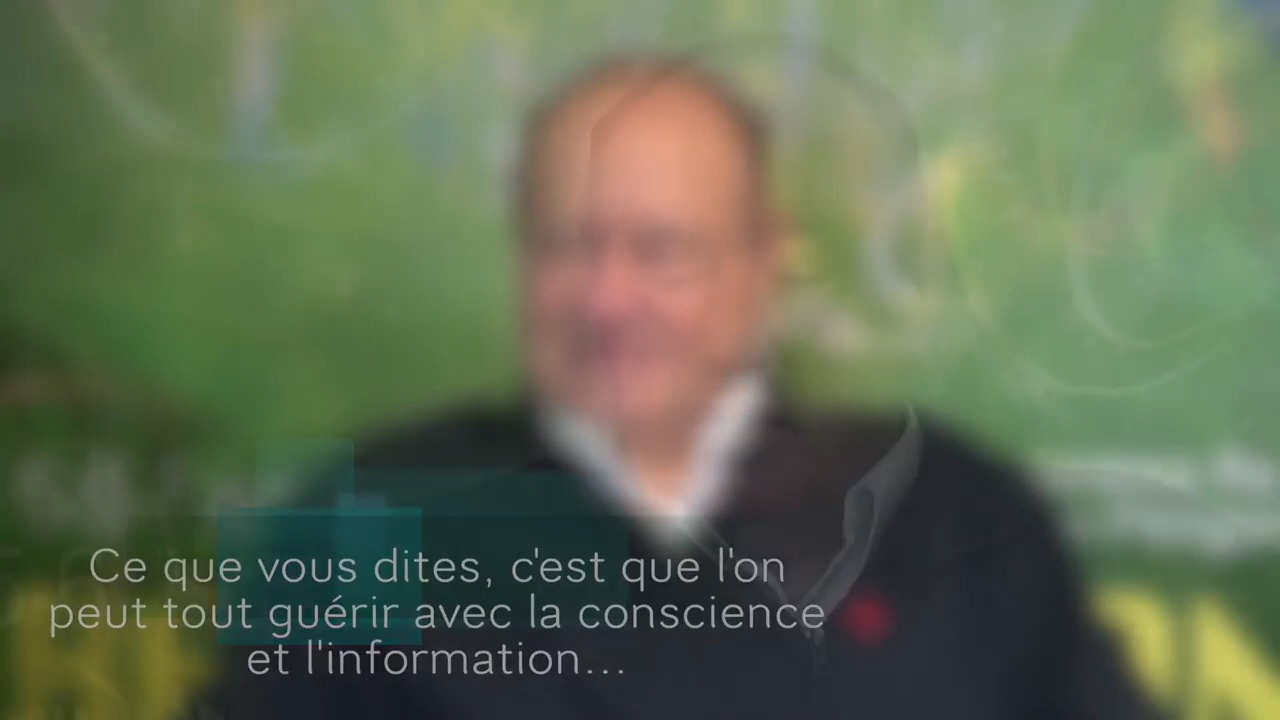 Ce que vous dites, c'est que l'on
peut tout guérir avec la conscience
et l'information...